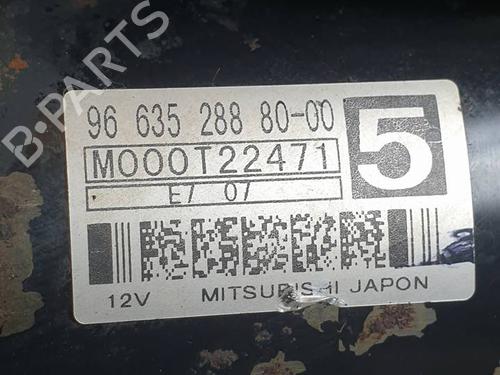 B-PARTS
96 635 288 80-00
5
M000T22471
E7 07
12V MITSUBISHI JAPON